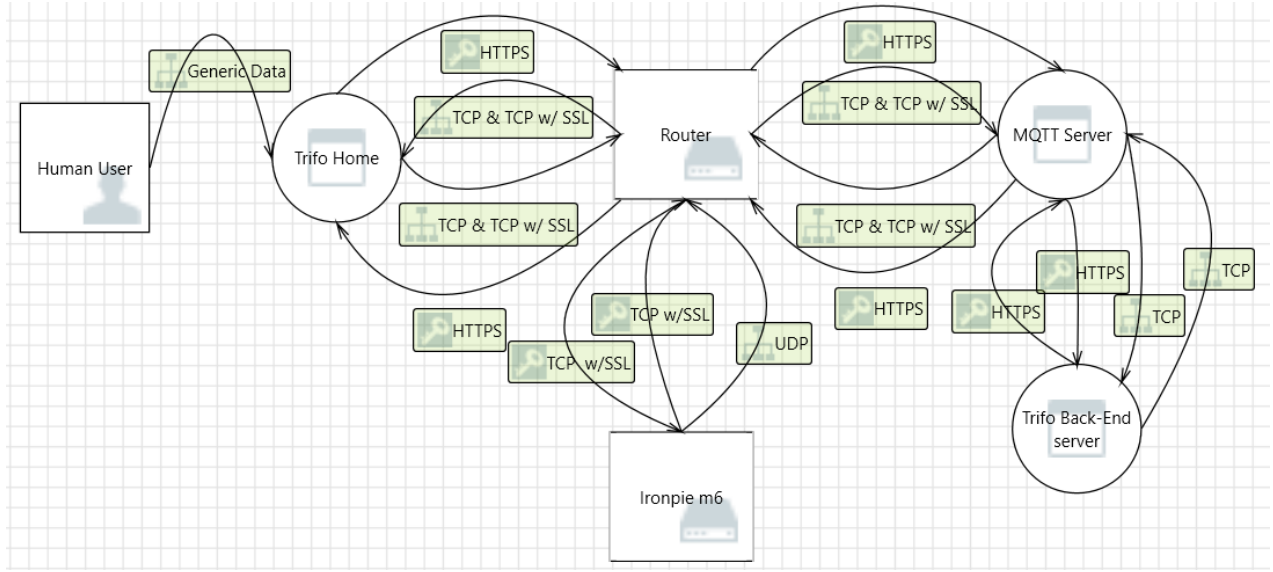 HTTPS
HTTPS
Generic Data
TCP & TCP w/ SSL
TCP & TCP w/ SSL
Human User
Trifo Home
Router
MQTT Server
TCP & TCP w/ SSL
TCP & TCP w/ SSL
HTTPS
TCP
HTTPS
HTTPS
TCP w/SSL
TCP
HTTPS
UDP
TCP w/SSL
Trifo Back-End
server
Ironpie m6